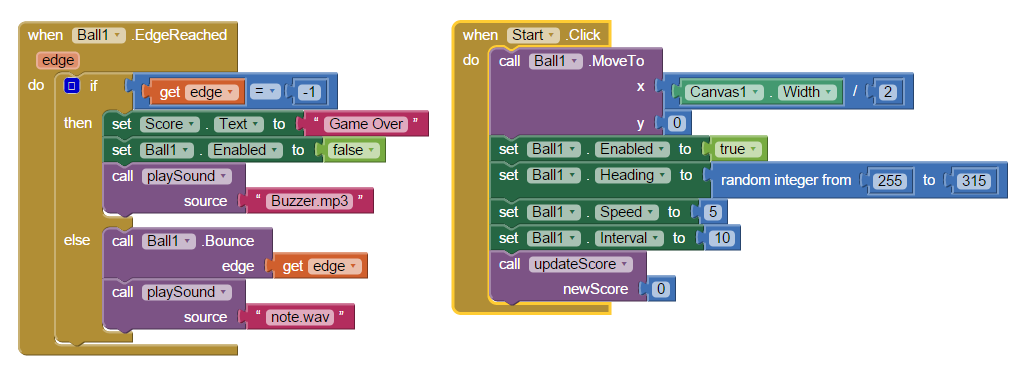 when Ball1 .EdgeReached
edge
do if get edge = -1
then set Score . Text to " Game Over "
set Ball1 . Enabled to false
call playSound
source " Buzzer.mp3 "
else call Ball1 .Bounce
edge get edge
call playSound
source " note.wav "
when Start .Click
do call Ball1 .MoveTo
x Canvas1 . Width / 2
y 0
set Ball1 . Enabled to true
set Ball1 . Heading to random integer from 255 to 315
set Ball1 . Speed to 5
set Ball1 . Interval to 10
call updateScore
newScore 0